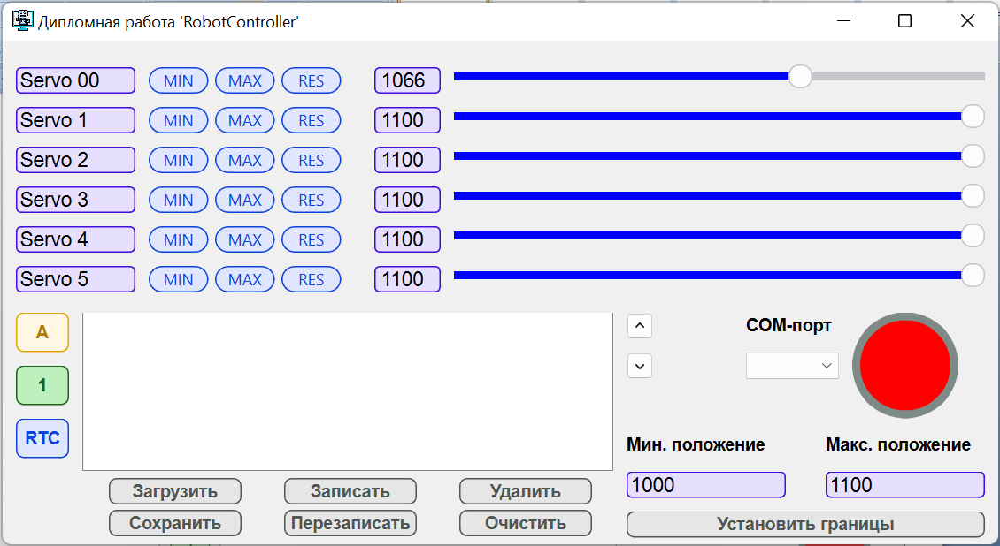 Дипломная работа 'RobotController'
Servo 00 MIN MAX RES 1066
Servo 1 MIN MAX RES 1100
Servo 2 MIN MAX RES 1100
Servo 3 MIN MAX RES 1100
Servo 4 MIN MAX RES 1100
Servo 5 MIN MAX RES 1100
A
1
RTC
COM-порт
Мин. положение Макс. положение
1000 1100
Загрузить Записать Удалить
Сохранить Перезаписать Очистить
Установить границы